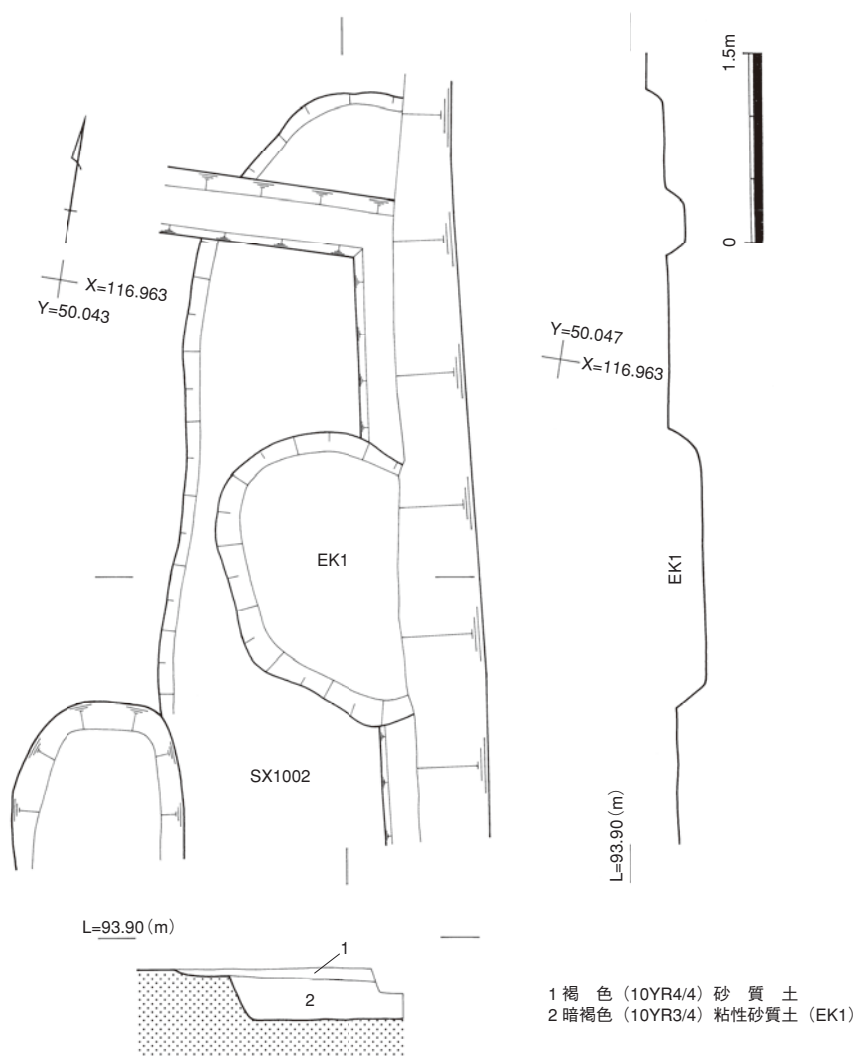 1.5m
0
X=116.963
Y=50.043
Y=50.047
X=116.963
EK1
EK1
SX1002
L=93.90(m)
L=93.90(m)
1
2
1 褐 色(10YR4/4)砂 質 土
2 暗褐色(10YR3/4)粘性砂質土(EK1)